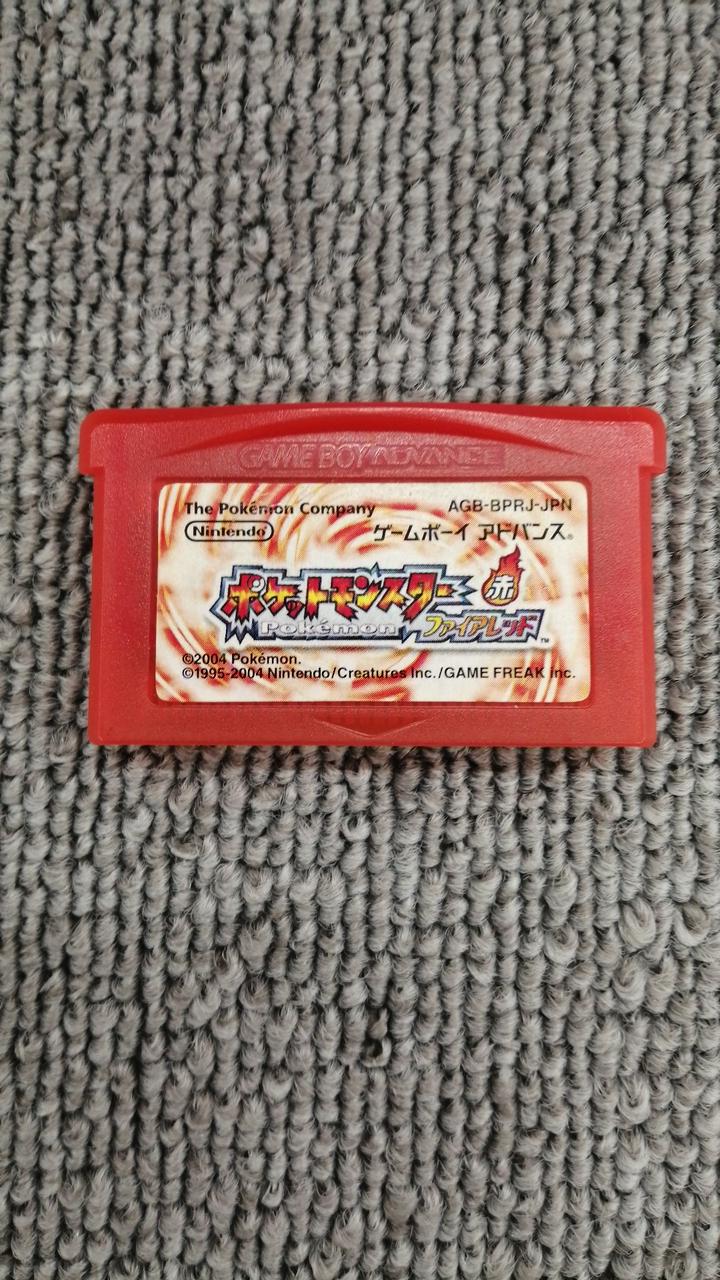 GAME BOY ADVANCE
The Pokémon Company AGB-BPRJ-JPN
Nintendo ゲームボーイ アドバンス®
ポケットモンスター 赤
Pokémon ファイアレッド™
©2004 Pokémon.
©1995-2004 Nintendo/Creatures inc./GAME FREAK inc.